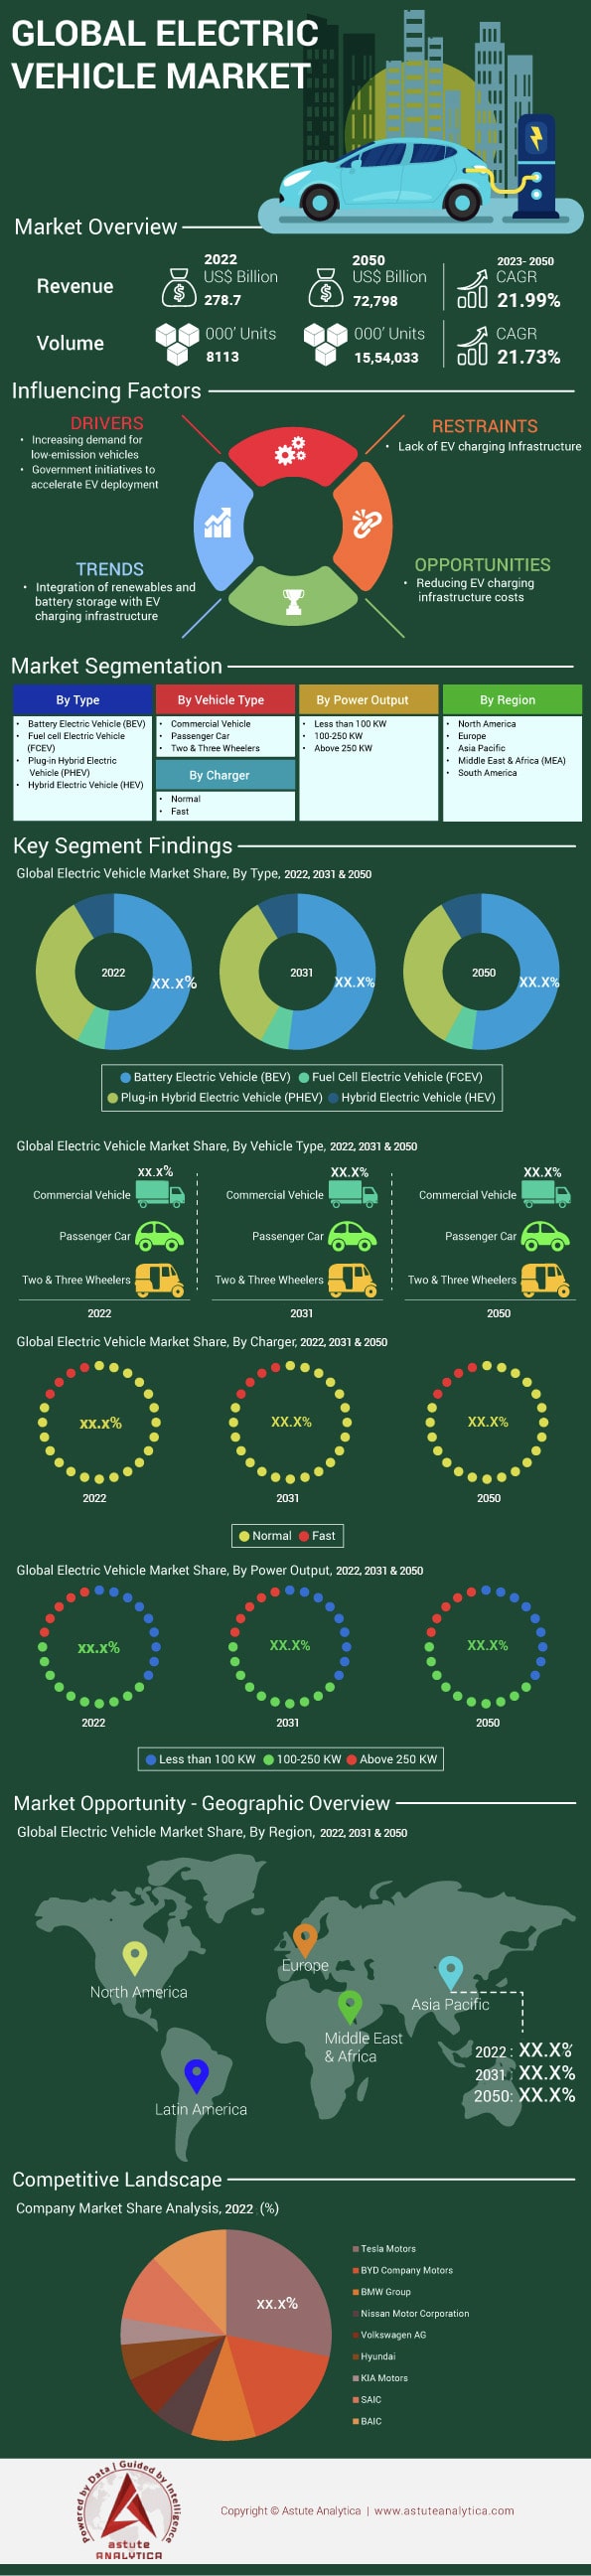 GLOBAL ELECTRIC
VEHICLE MARKET
Market Overview
Revenue
2022
US$ Billion
278.7
2050
US$ Billion
72,798
2023- 2050
CAGR
21.99%
Volume
000' Units
8113
000' Units
15,54,033
CAGR
21.73%
Influencing Factors
DRIVERS
• Increasing demand for
low-emission vehicles
• Government initiatives to
accelerate EV deployment
RESTRAINTS
• Lack of EV charging Infrastructure
TRENDS
• Integration of renewables and
battery storage with EV
charging infrastructure
OPPORTUNITIES
• Reducing EV charging
infrastructure costs
Market Segmentation
By Type
• Battery Electric Vehicle (BEV)
• Fuel cell Electric Vehicle
(FCEV)
• Plug-in Hybrid Electric
Vehicle (PHEV)
• Hybrid Electric Vehicle (HEV)
By Vehicle Type
• Commercial Vehicle
• Passenger Car
• Two & Three Wheelers
By Charger
• Normal
• Fast
By Power Output
• Less than 100 KW
• 100-250 KW
• Above 250 KW
By Region
• North America
• Europe
• Asia Pacific
• Middle East & Africa (MEA)
• South America
Key Segment Findings
Global Electric Vehicle Market Share, By Type, 2022, 2031 & 2050
2022
XX.X%
2031
XX.X%
2050
XX.X%
Battery Electric Vehicle (BEV) Fuel Cell Electric Vehicle (FCEV)
Plug-in Hybrid Electric Vehicle (PHEV) Hybrid Electric Vehicle (HEV)
Global Electric Vehicle Market Share, By Vehicle Type, 2022, 2031 & 2050
xx.x%
Commercial Vehicle
Passenger Car
Two & Three Wheelers
2022
XX.X%
Commercial Vehicle
Passenger Car
Two & Three Wheelers
2031
XX.X%
Commercial Vehicle
Passenger Car
Two & Three Wheelers
2050
Global Electric Vehicle Market Share, By Charger, 2022, 2031 & 2050
xx.x%
2022
XX.X%
2031
XX.X%
2050
Normal Fast
Global Electric Vehicle Market Share, By Power Output, 2022, 2031 & 2050
xx.x%
2022
XX.X%
2031
XX.X%
2050
Less than 100 KW 100-250 KW Above 250 KW
Market Opportunity - Geographic Overview
Global Electric Vehicle Market Share, By Region, 2022, 2031 & 2050
North America
Europe
Asia Pacific
Middle East
& Africa
Latin America
2022 : XX.X%
2031 : XX.X%
2050: XX.X%
Competitive Landscape
Company Market Share Analysis, 2022 (%)
xx.x%
Tesla Motors
BYD Company Motors
BMW Group
Nissan Motor Corporation
Volkswagen AG
Hyundai
KIA Motors
SAIC
BAIC
Powered by Data | Guided by Intelligence
astute
ANALYTICA
Copyright © Astute Analytica | www.astuteanalytica.com